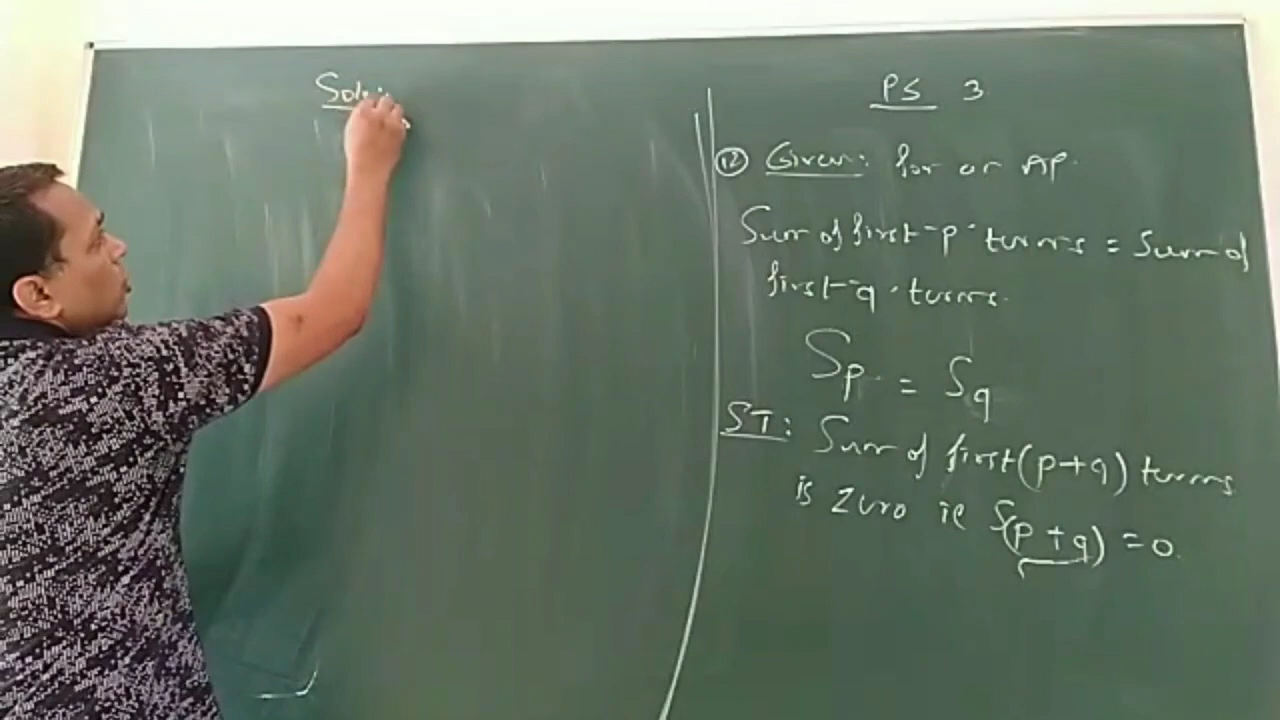 Soln:
PS 3
(12) Given: for an AP.
Sum of first p terms = Sum of
first q terms.
Sp = Sq
ST: Sum of first (p+q) terms
is zero ie S(p+q) = 0.